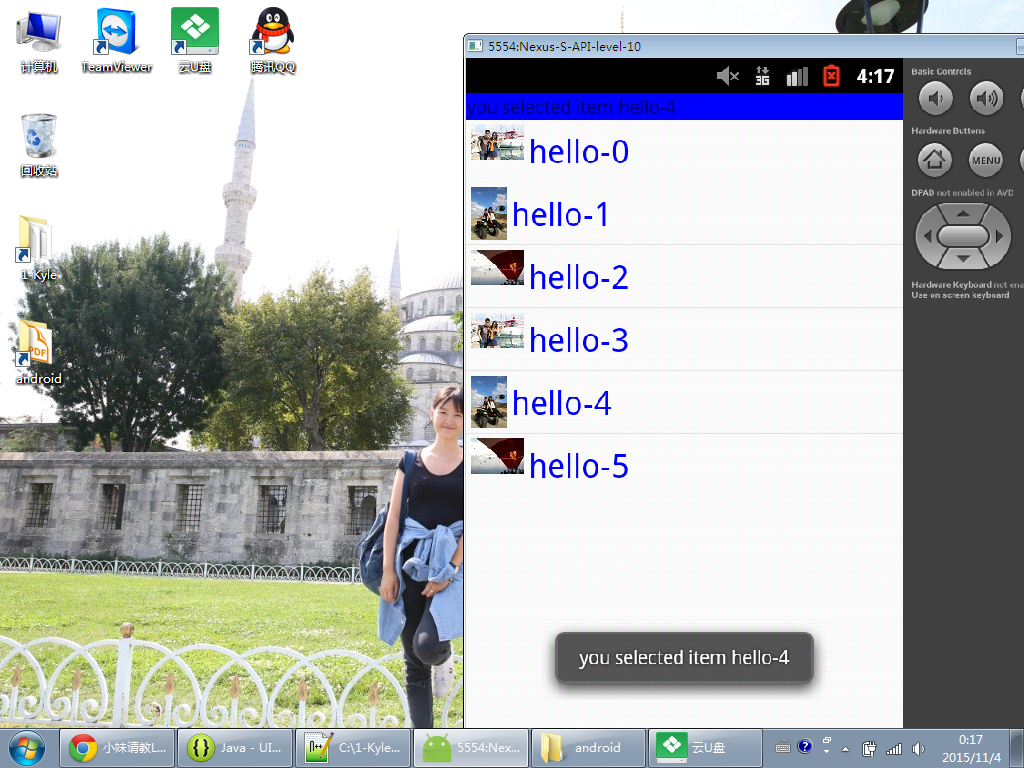 计算机
TeamViewer
云U盘
腾讯QQ
回收站
1-Kyle
PDF
android
5554:Nexus-S-API-level-10
3G
4:17
you selected item hello-4
hello-0
hello-1
hello-2
hello-3
hello-4
hello-5
you selected item hello-4
Basic Controls
Hardware Buttons
MENU
DPAD not enabled in AVD
Hardware Keyboard not ena
Use on screen keyboard
小妹请教L...
Java - UI...
C:\1-Kyle...
5554:Nex...
android
云U盘
0:17
2015/11/4